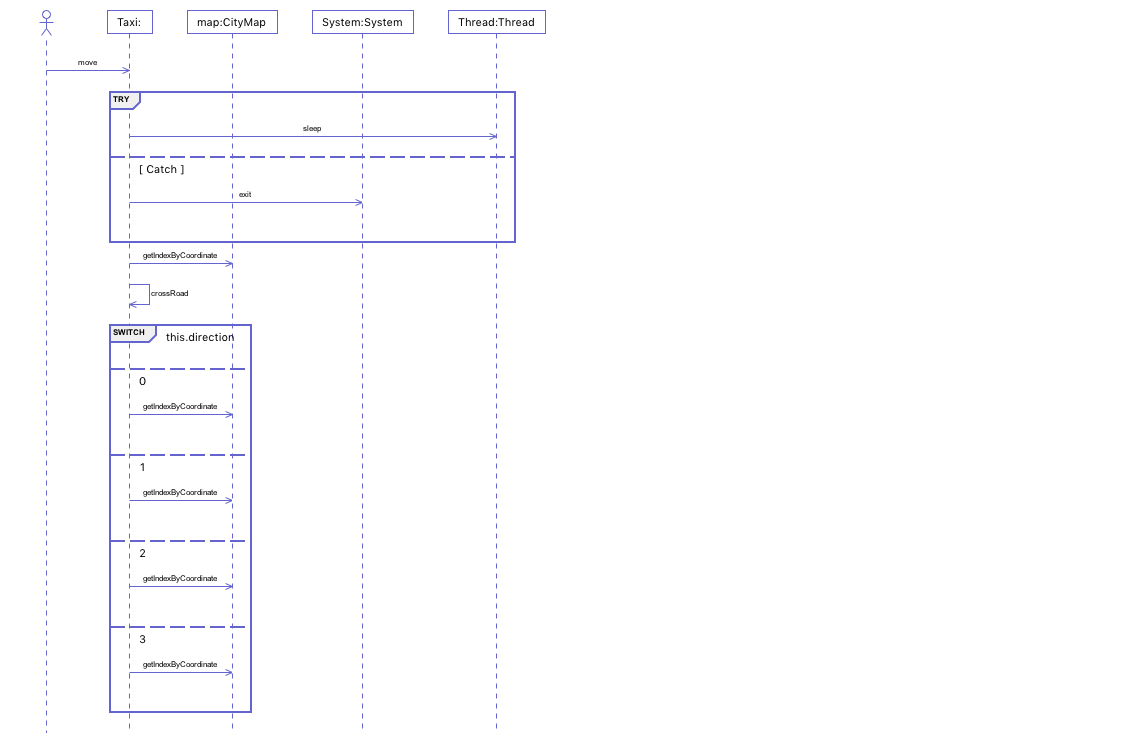 Taxi: map:CityMap System:System Thread:Thread
move
TRY
sleep
[ Catch ]
exit
getIndexByCoordinate
crossRoad
SWITCH this.direction
0
getIndexByCoordinate
1
getIndexByCoordinate
2
getIndexByCoordinate
3
getIndexByCoordinate